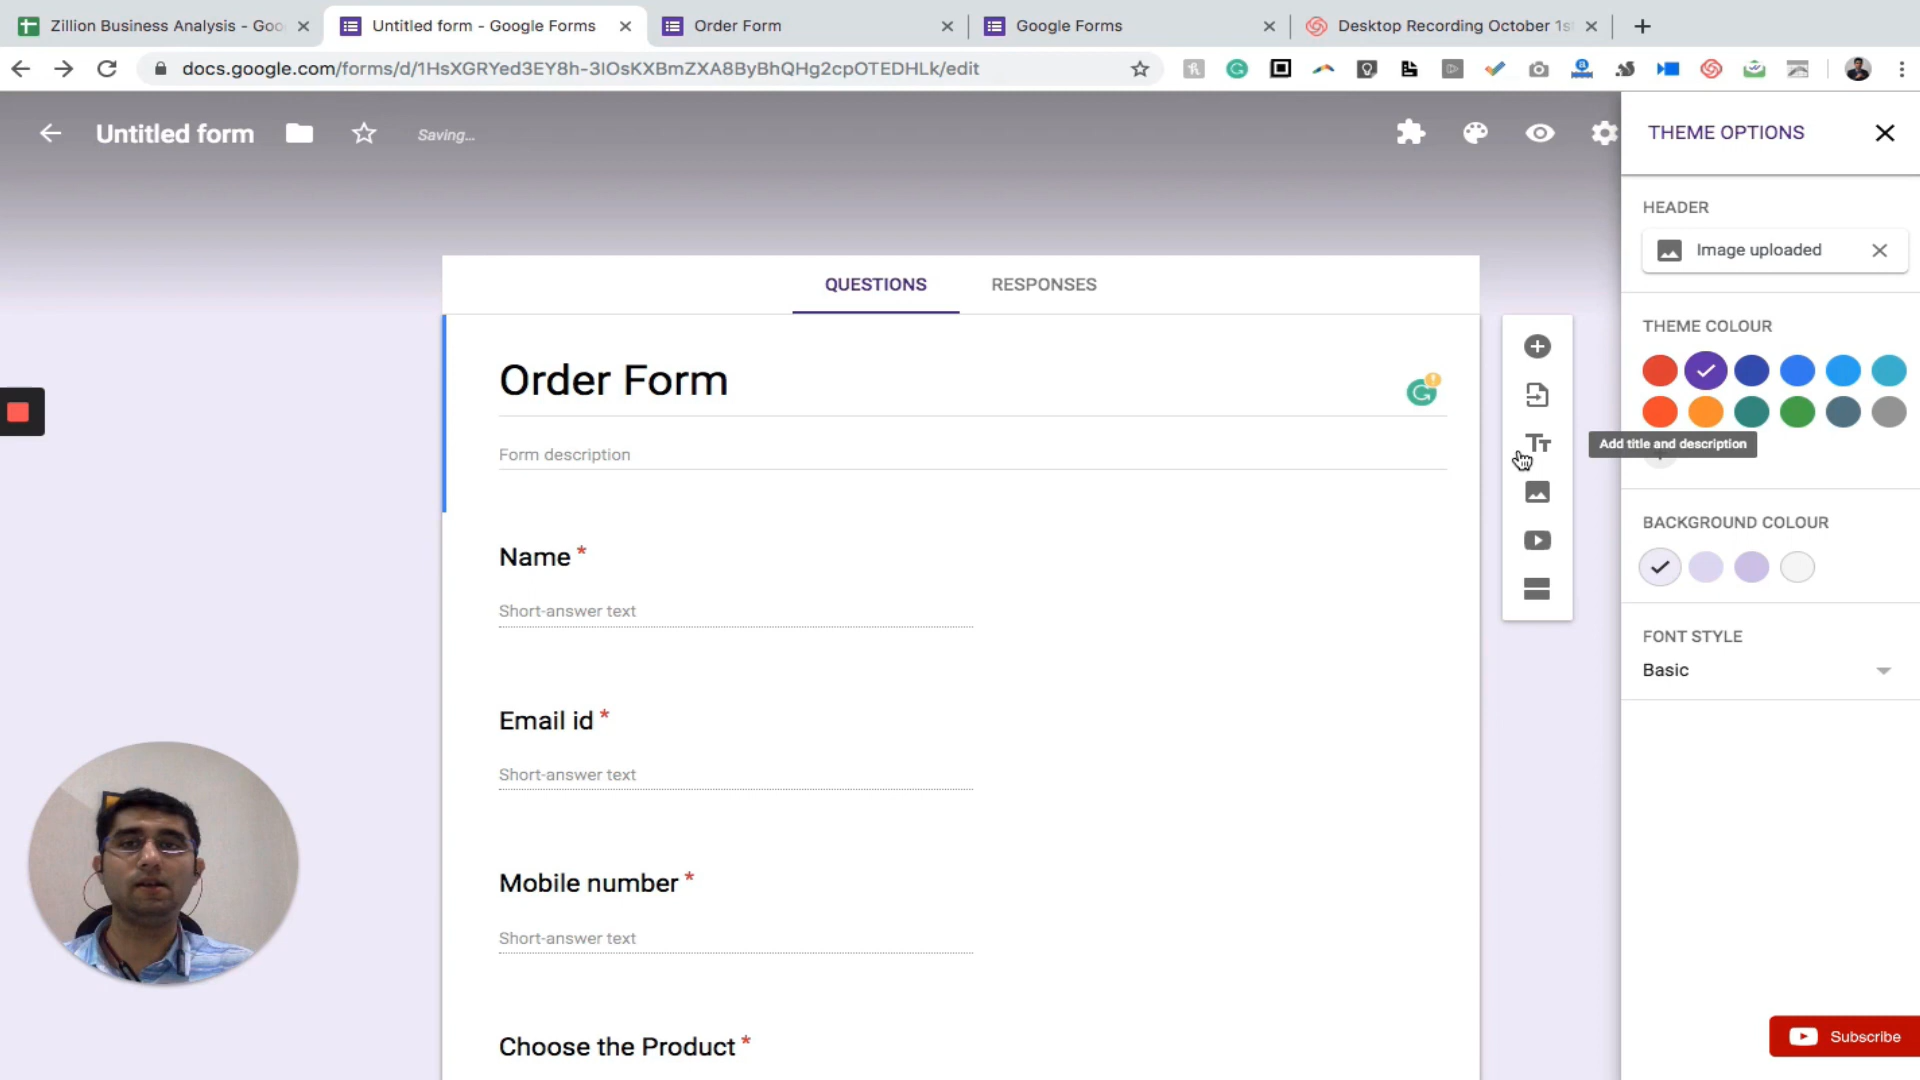 Zillion Business Analysis - Goo
Untitled form - Google Forms
Order Form
Google Forms
Desktop Recording October 1st
docs.google.com/forms/d/1HsXGRYed3EY8h-3lOsKXBmZXA8ByBhQHg2cpOTEDHLk/edit
Untitled form
Saving...
THEME OPTIONS
HEADER
Image uploaded
QUESTIONS
RESPONSES
THEME COLOUR
Order Form
Add title and description
Form description
BACKGROUND COLOUR
Name *
Short-answer text
FONT STYLE
Basic
Email id *
Short-answer text
Mobile number *
Short-answer text
Choose the Product *
Subscribe